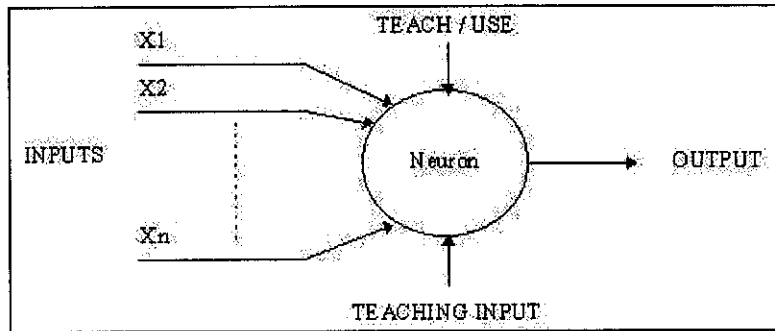 TEACH / USE
X1
X2
INPUTS
Neuron
OUTPUT
Xn
TEACHING INPUT